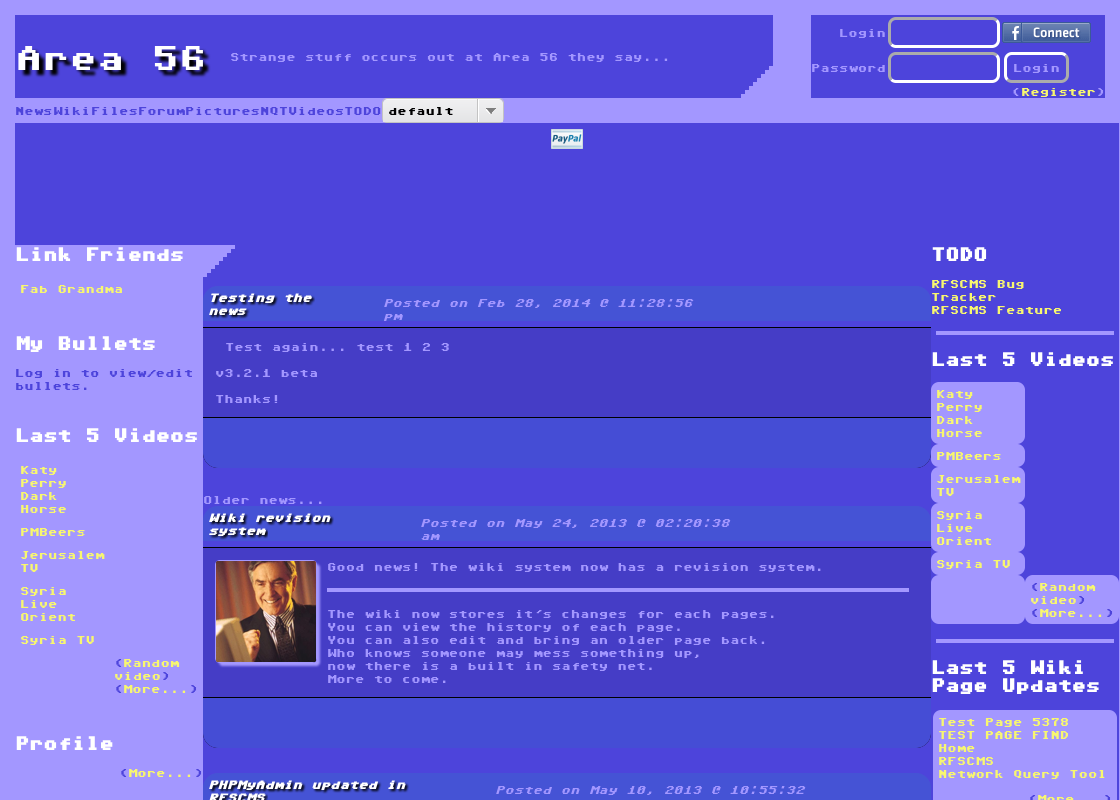 Area 56
Strange stuff occurs out at Area 56 they say...
Login
Connect
Password
Login
(Register)
NewsWikiFilesForumPicturesNQTVideosTODO
default
PayPal
Link Friends
Fab Grandma
My Bullets
Log in to view/edit
bullets.
Last 5 Videos
Katy
Perry
Dark
Horse
PMBeers
Jerusalem
TV
Syria
Live
Orient
Syria TV
(Random
video)
(More...)
Profile
(More...)
Testing the
news
Posted on Feb 28, 2014 @ 11:28:56
pm
Test again... test 1 2 3
v3.2.1 beta
Thanks!
Older news...
Wiki revision
system
Posted on May 24, 2013 @ 02:20:38
am
Good news! The wiki system now has a revision system.
The wiki now stores it's changes for each pages.
You can view the history of each page.
You can also edit and bring an older page back.
Who knows someone may mess something up,
now there is a built in safety net.
More to come.
PHPMyAdmin updated in
RFSCMS
Posted on May 10, 2013 @ 10:55:32
TODO
RFSCMS Bug
Tracker
RFSCMS Feature
Last 5 Videos
Katy
Perry
Dark
Horse
PMBeers
Jerusalem
TV
Syria
Live
Orient
Syria TV
(Random
video)
(More...)
Last 5 Wiki
Page Updates
Test Page 5378
TEST PAGE FIND
Home
RFSCMS
Network Query Tool
(More...)